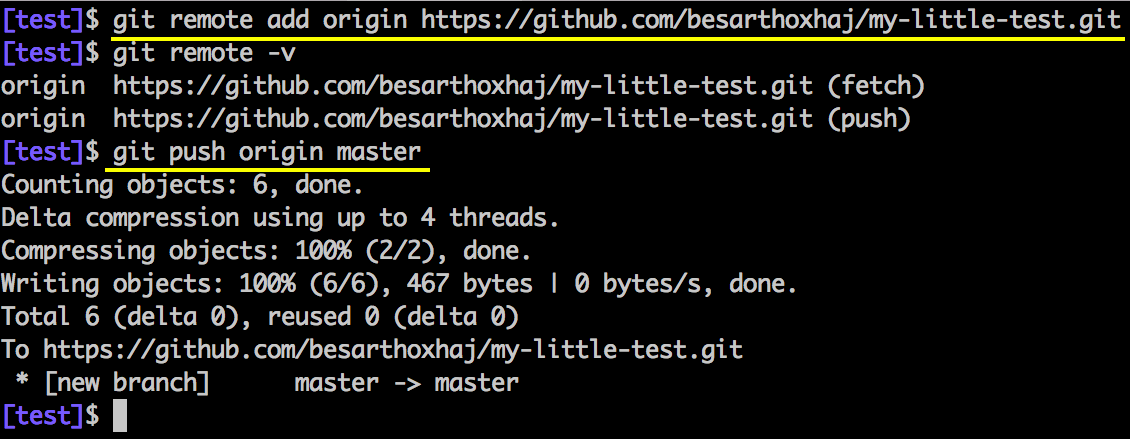 [test]$ git remote add origin https://github.com/besarthoxhaj/my-little-test.git
[test]$ git remote -v
origin  https://github.com/besarthoxhaj/my-little-test.git (fetch)
origin  https://github.com/besarthoxhaj/my-little-test.git (push)
[test]$ git push origin master
Counting objects: 6, done.
Delta compression using up to 4 threads.
Compressing objects: 100% (2/2), done.
Writing objects: 100% (6/6), 467 bytes | 0 bytes/s, done.
Total 6 (delta 0), reused 0 (delta 0)
To https://github.com/besarthoxhaj/my-little-test.git
 * [new branch]      master -> master
[test]$